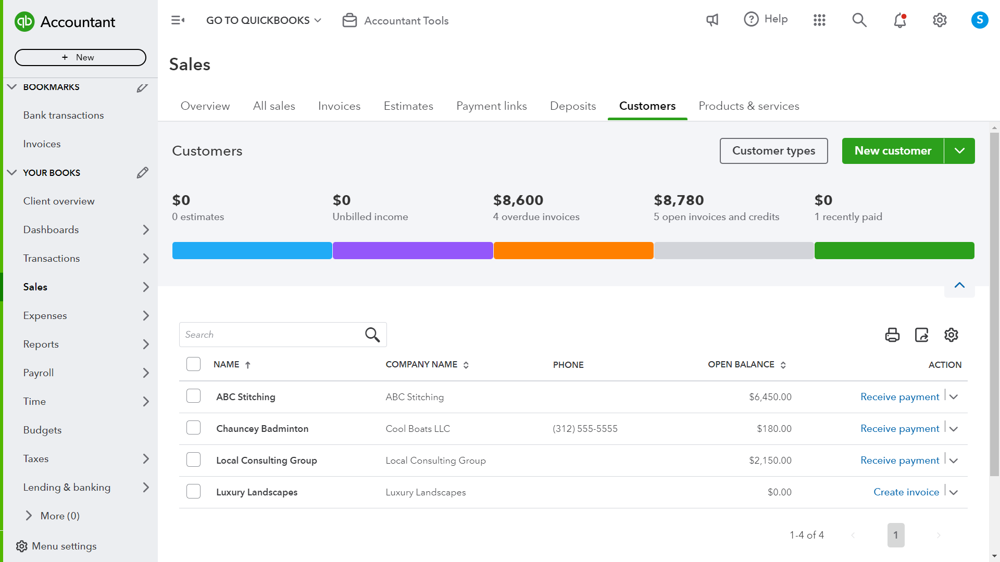 qb Accountant
GO TO QUICKBOOKS
Accountant Tools
Help
S
+ New
BOOKMARKS
Bank transactions
Invoices
YOUR BOOKS
Client overview
Dashboards
Transactions
Sales
Expenses
Reports
Payroll
Time
Budgets
Taxes
Lending & banking
More (0)
Menu settings
Sales
Overview
All sales
Invoices
Estimates
Payment links
Deposits
Customers
Products & services
Customers
Customer types
New customer
$0
0 estimates
$0
Unbilled income
$8,600
4 overdue invoices
$8,780
5 open invoices and credits
$0
1 recently paid
Search
NAME COMPANY NAME PHONE OPEN BALANCE ACTION
ABC Stitching ABC Stitching $6,450.00 Receive payment
Chauncey Badminton Cool Boats LLC (312) 555-5555 $180.00 Receive payment
Local Consulting Group Local Consulting Group $2,150.00 Receive payment
Luxury Landscapes Luxury Landscapes $0.00 Create invoice
1-4 of 4
1